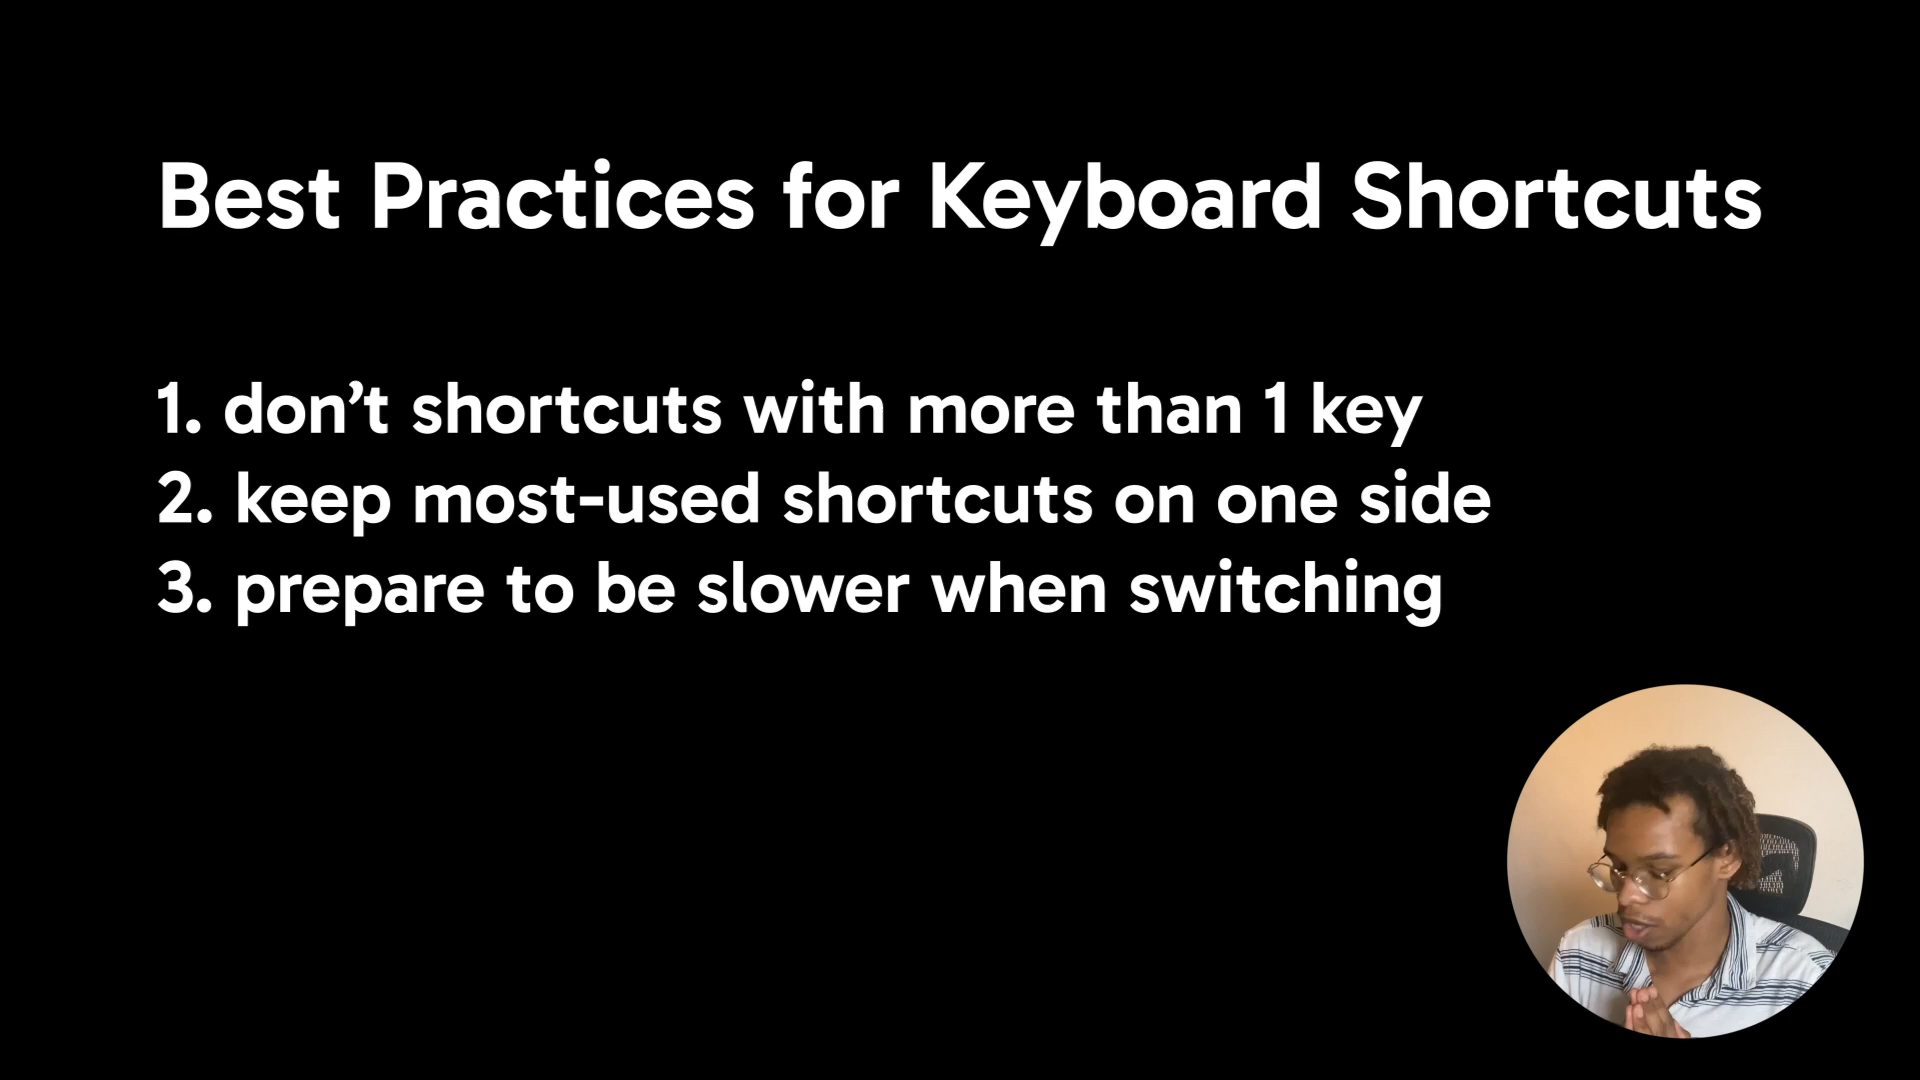 Best Practices for Keyboard Shortcuts
1. don’t shortcuts with more than 1 key
2. keep most-used shortcuts on one side
3. prepare to be slower when switching